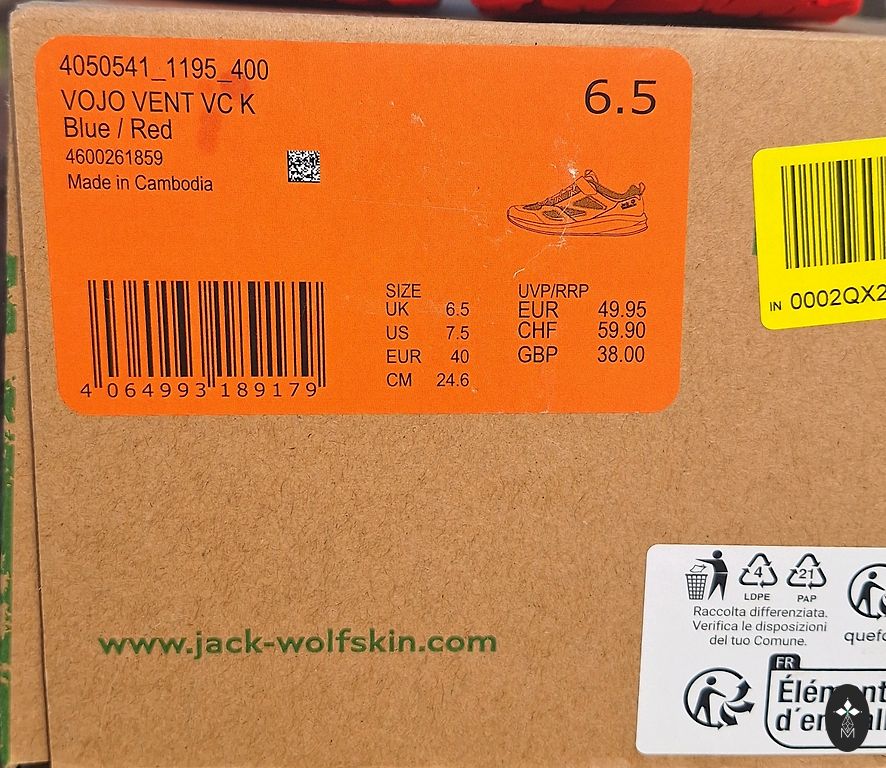 4050541_1195_400
VOJO VENT VC K
Blue / Red
4600261859
Made in Cambodia
6.5
4 064993 189179
SIZE
UK 6.5
US 7.5
EUR 40
CM 24.6
UVP/RRP
EUR 49.95
CHF 59.90
GBP 38.00
IN 0002QX2
www.jack-wolfskin.com
4
LDPE
21
PAP
Raccolta differenziata.
Verifica le disposizioni
del tuo Comune.
FR
M